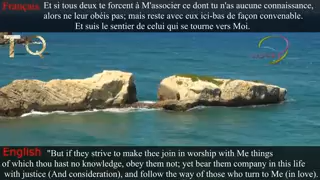 Français Et si tous deux te forcent à M'associer ce dont tu n'as aucune connaissance,
alors ne leur obéis pas; mais reste avec eux ici-bas de façon convenable.
Et suis le sentier de celui qui se tourne vers Moi.
TQ
English "But if they strive to make thee join in worship with Me things
of which thou hast no knowledge, obey them not; yet bear them company in this life
with justice (And consideration), and follow the way of those who turn to Me (in love).